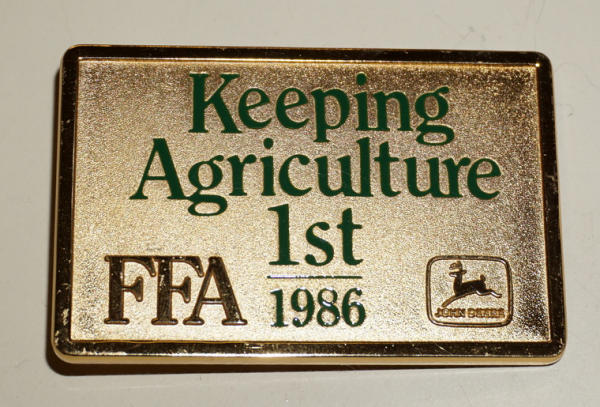 Keeping
Agriculture
1st
FFA
1986
JOHN DEERE